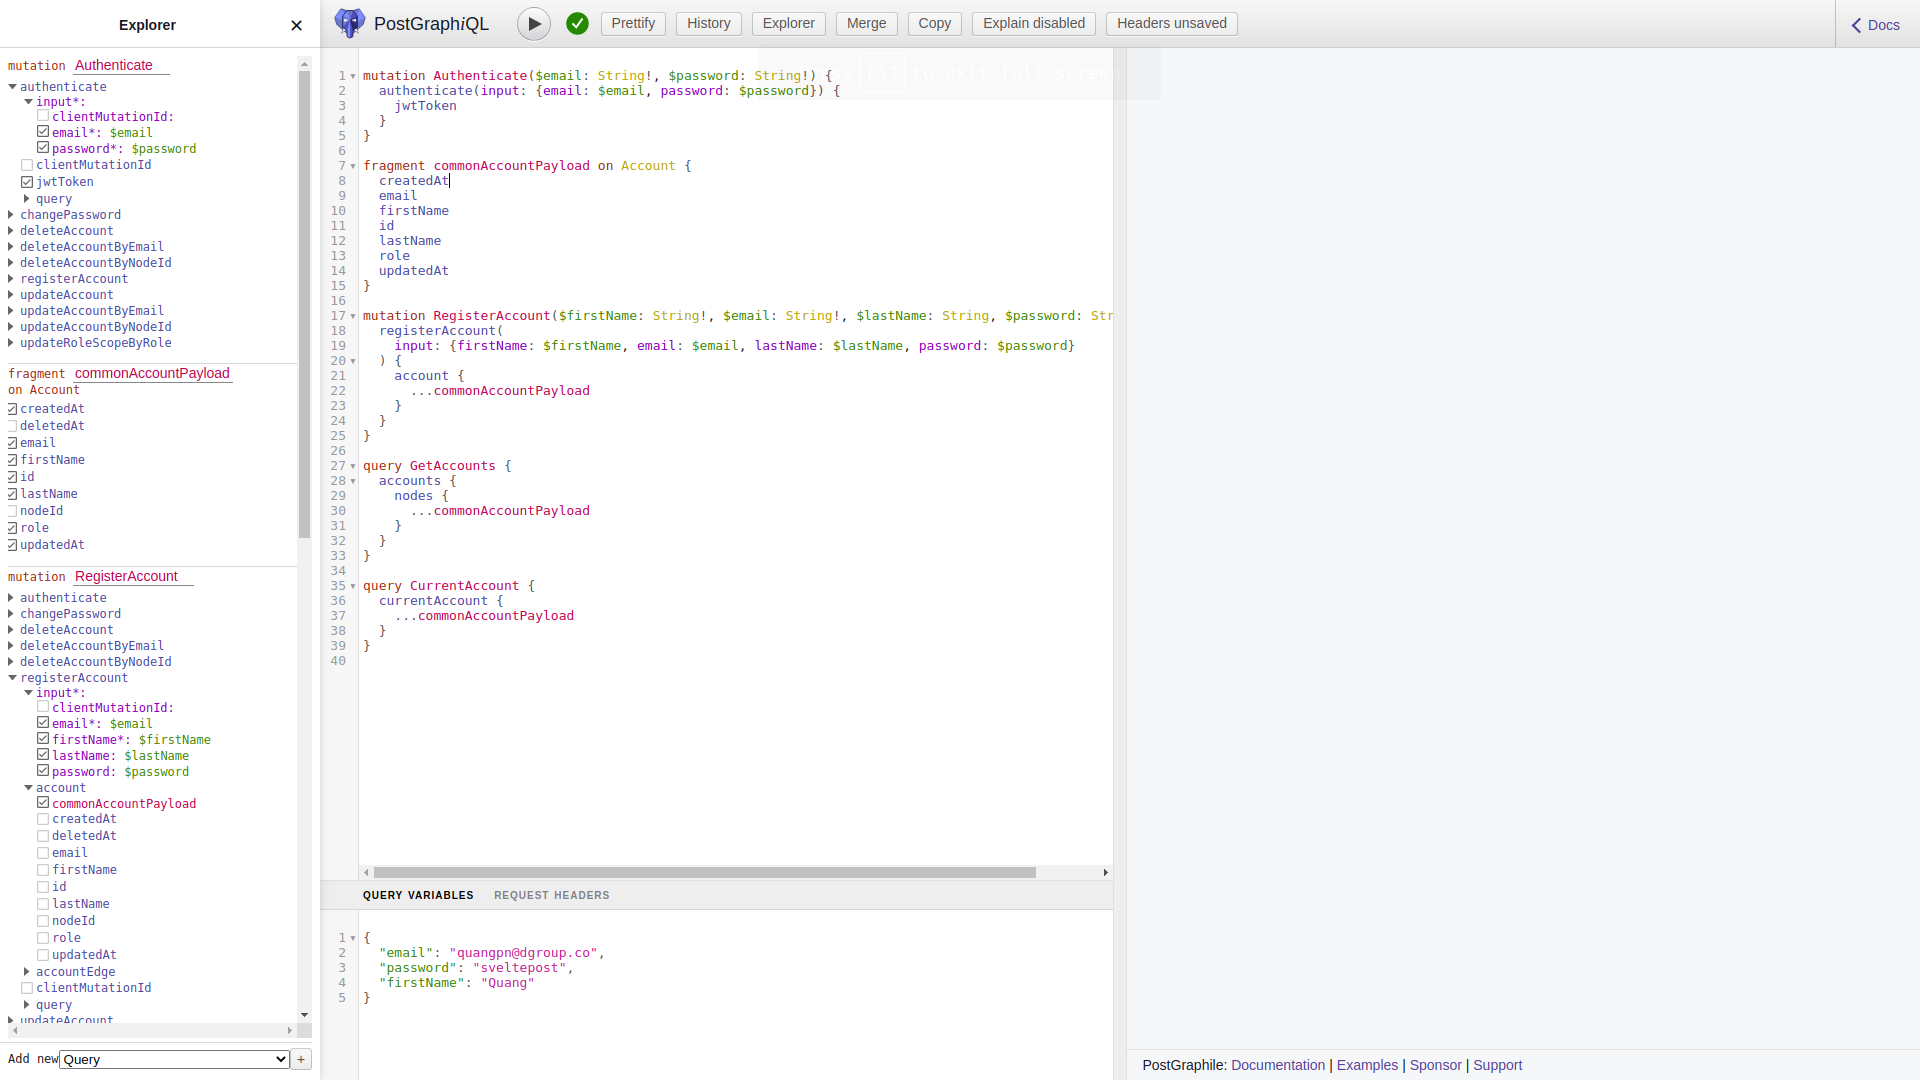 Explorer
✕
mutation Authenticate
authenticate
input*:
clientMutationId:
email*: $email
password*: $password
clientMutationId
jwtToken
query
changePassword
deleteAccount
deleteAccountByEmail
deleteAccountByNodeId
registerAccount
updateAccount
updateAccountByEmail
updateAccountByNodeId
updateRoleScopeByRole
fragment commonAccountPayload
on Account
createdAt
deletedAt
email
firstName
id
lastName
nodeId
role
updatedAt
mutation RegisterAccount
authenticate
changePassword
deleteAccount
deleteAccountByEmail
deleteAccountByNodeId
registerAccount
input*:
clientMutationId:
email*: $email
firstName*: $firstName
lastName: $lastName
password: $password
account
commonAccountPayload
createdAt
deletedAt
email
firstName
id
lastName
nodeId
role
updatedAt
accountEdge
clientMutationId
query
updateAccount
Add new Query +
PostGraphiQL
Prettify History Explorer Merge Copy Explain disabled Headers unsaved
Docs
F11 to exit full screen
1 mutation Authenticate($email: String!, $password: String!) {
2 authenticate(input: {email: $email, password: $password}) {
3 jwtToken
4 }
5 }
6
7 fragment commonAccountPayload on Account {
8 createdAt
9 email
10 firstName
11 id
12 lastName
13 role
14 updatedAt
15 }
16
17 mutation RegisterAccount($firstName: String!, $email: String!, $lastName: String, $password: Str
18 registerAccount(
19 input: {firstName: $firstName, email: $email, lastName: $lastName, password: $password}
20 ) {
21 account {
22 ...commonAccountPayload
23 }
24 }
25 }
26
27 query GetAccounts {
28 accounts {
29 nodes {
30 ...commonAccountPayload
31 }
32 }
33 }
34
35 query CurrentAccount {
36 currentAccount {
37 ...commonAccountPayload
38 }
39 }
40
QUERY VARIABLES REQUEST HEADERS
1 {
2 "email": "quangpn@dgroup.co",
3 "password": "sveltepost",
4 "firstName": "Quang"
5 }
PostGraphile: Documentation | Examples | Sponsor | Support